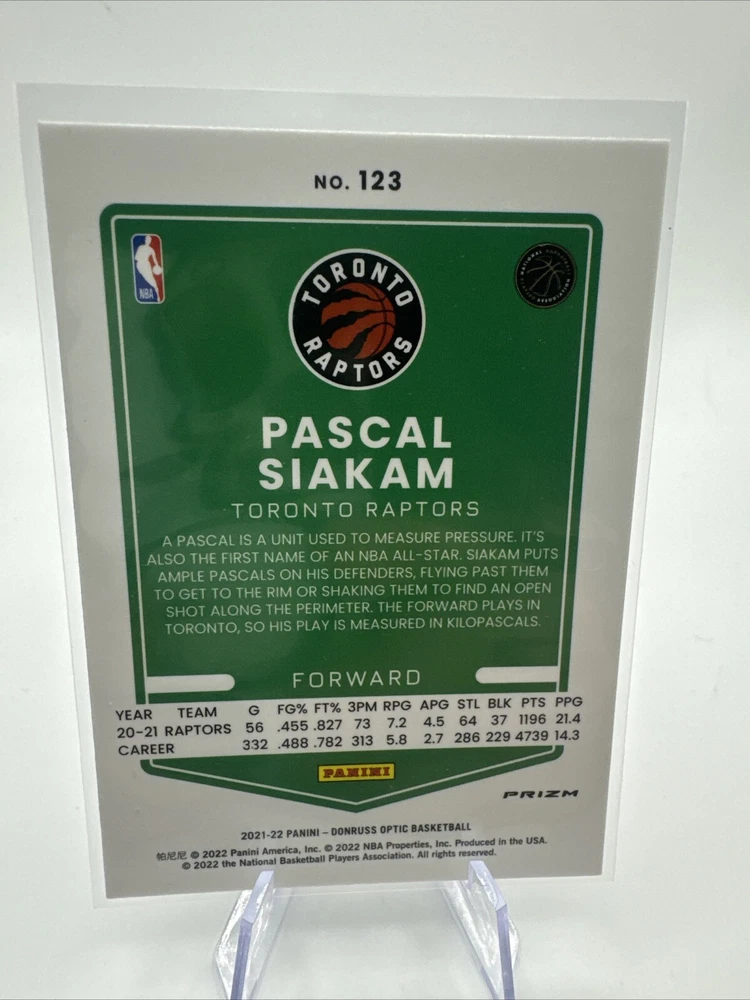 NO. 123
NBA
TORONTO
RAPTORS
NATIONAL BASKETBALL
PLAYERS ASSOCIATION
PASCAL
SIAKAM
TORONTO RAPTORS
A PASCAL IS A UNIT USED TO MEASURE PRESSURE. IT'S
ALSO THE FIRST NAME OF AN NBA ALL-STAR. SIAKAM PUTS
AMPLE PASCALS ON HIS DEFENDERS, FLYING PAST THEM
TO GET TO THE RIM OR SHAKING THEM TO FIND AN OPEN
SHOT ALONG THE PERIMETER. THE FORWARD PLAYS IN
TORONTO, SO HIS PLAY IS MEASURED IN KILOPASCALS.
FORWARD
YEAR TEAM G FG% FT% 3PM RPG APG STL BLK PTS PPG
20-21 RAPTORS 56 .455 .827 73 7.2 4.5 64 37 1196 21.4
CAREER 332 .488 .782 313 5.8 2.7 286 229 4739 14.3
PANINI
PRIZM
2021-22 PANINI – DONRUSS OPTIC BASKETBALL
帕尼尼 © 2022 Panini America, Inc. © 2022 NBA Properties, Inc. Produced in the USA.
© 2022 the National Basketball Players Association. All rights reserved.